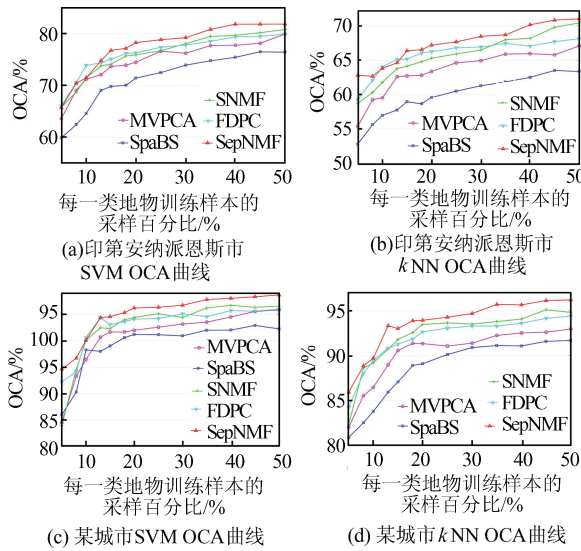 OCA/%
80
70
60
MVPCA
SpaBS
SNMF
FDPC
SepNMF
10 20 30 40 50
每一类地物训练样本的
采样百分比/%
(a)印第安纳派恩斯市
SVM OCA曲线
OCA/%
70
65
60
55
50
MVPCA
SpaBS
SNMF
FDPC
SepNMF
10 20 30 40 50
每一类地物训练样本的
采样百分比/%
(b)印第安纳派恩斯市
kNN OCA曲线
OCA/%
95
105
100
95
90
85
80
MVPCA
SpaBS
SNMF
FDPC
SepNMF
10 20 30 40 50
每一类地物训练样本的
采样百分比/%
(c) 某城市SVM OCA曲线
OCA/%
95
90
85
80
MVPCA
SpaBS
SNMF
FDPC
SepNMF
10 20 30 40 50
每一类地物训练样本的
采样百分比/%
(d) 某城市kNN OCA曲线